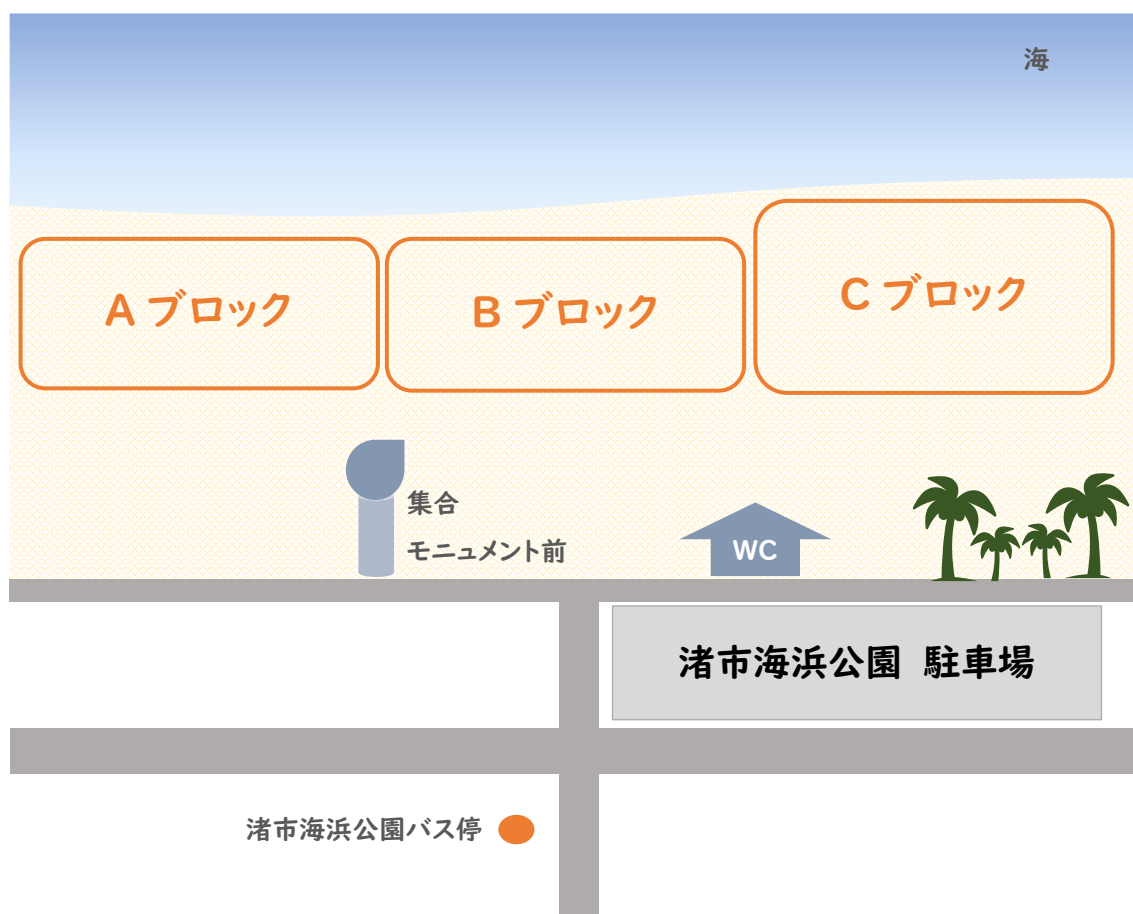 海
A ブロック
B ブロック
C ブロック
集合
モニュメント前
WC
渚市海浜公園 駐車場
渚市海浜公園バス停